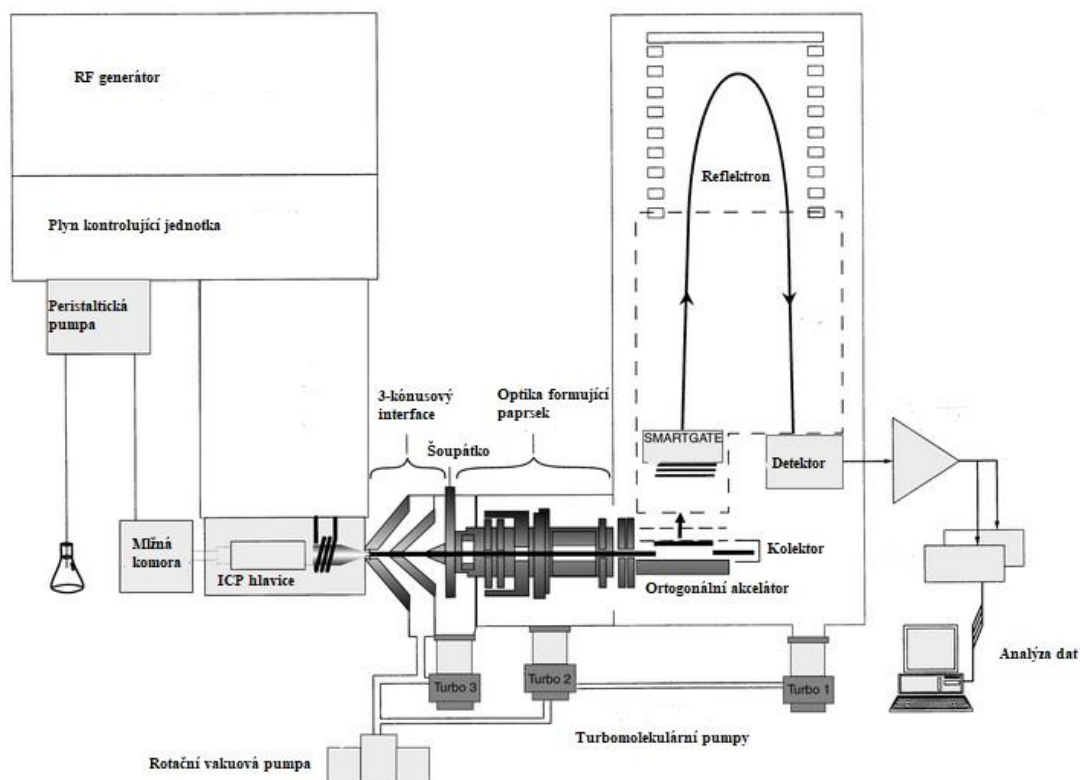 RF generátor
Plyn kontrolující jednotka
Peristaltická
pumpa
3-kónusový
interface
Optika formující
paprsek
Šoupátko
Reflektron
SMARTGATE
Detektor
Mlžná
komora
ICP hlavice
Kolektor
Ortogonální akcelátor
Analýza dat
Turbo 3
Turbo 2
Turbo 1
Turbomolekulární pumpy
Rotační vakuová pumpa